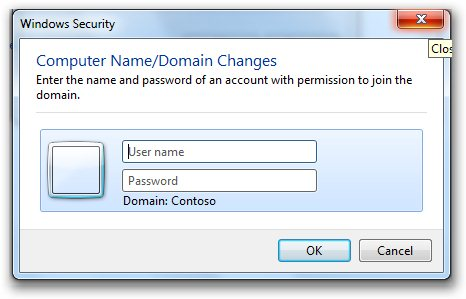 Windows Security
Clos
Computer Name/Domain Changes
Enter the name and password of an account with permission to join the
domain.
User name
Password
Domain: Contoso
OK Cancel